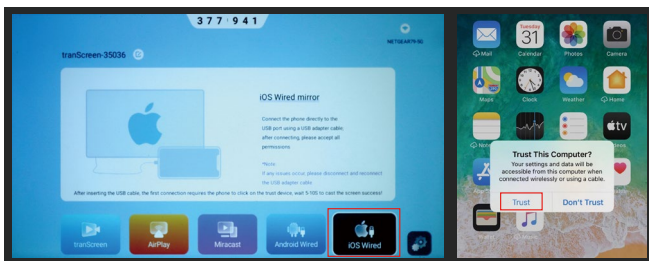 377 941
NETGEAR79-5G
tranScreen-35036
iOS Wired mirror
Connect the phone directly to the
USB port using a USB adapter cable,
after connecting, please accept all
permissions.
*Note:
If any issues occur, please disconnect and reconnect
the USB adapter cable.
After inserting the USB cable, the first connection requires the phone to click on the trust device, wait 5-10S to cast the screen success!
tranScreen
AirPlay
Miracast
Android Wired
iOS Wired
Tuesday
31
Mail
Calendar
Photos
Camera
Maps
Clock
Weather
Home
tv
Trust This Computer?
Your settings and data will be
accessible from this computer when
connected wirelessly or using a cable.
Trust
Don't Trust